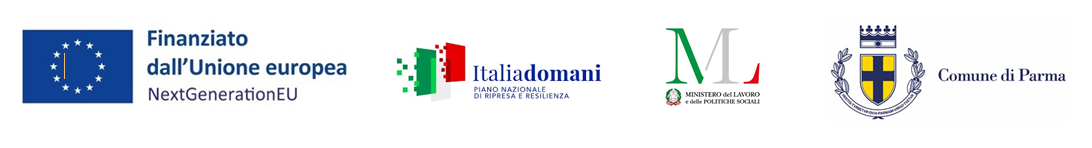 Finanziato
dall'Unione europea
NextGenerationEU
Italiadomani
PIANO NAZIONALE
DI RIPRESA E RESILIENZA
ML
MINISTERO del LAVORO
e delle POLITICHE SOCIALI
Comune di Parma